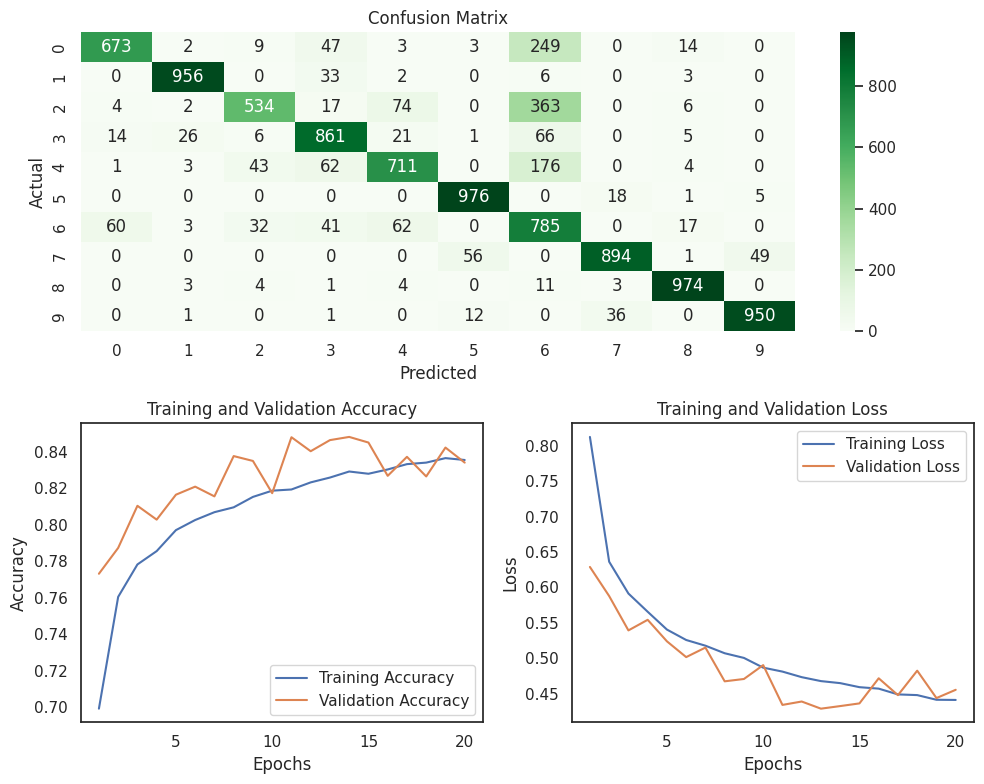 Confusion Matrix
0 673 2 9 47 3 3 249 0 14 0
1 0 956 0 33 2 0 6 0 3 0
2 4 2 534 17 74 0 363 0 6 0
3 14 26 6 861 21 1 66 0 5 0
4 1 3 43 62 711 0 176 0 4 0
5 0 0 0 0 0 976 0 18 1 5
6 60 3 32 41 62 0 785 0 17 0
7 0 0 0 0 0 56 0 894 1 49
8 0 3 4 1 4 0 11 3 974 0
9 0 1 0 1 0 12 0 36 0 950
0 1 2 3 4 5 6 7 8 9
Predicted
Actual
800
600
400
200
0
Training and Validation Accuracy
0.84
0.82
0.80
0.78
0.76
0.74
0.72
0.70
Accuracy
Training Accuracy
Validation Accuracy
5 10 15 20
Epochs
Training and Validation Loss
0.80
0.75
0.70
0.65
0.60
0.55
0.50
0.45
Loss
Training Loss
Validation Loss
5 10 15 20
Epochs